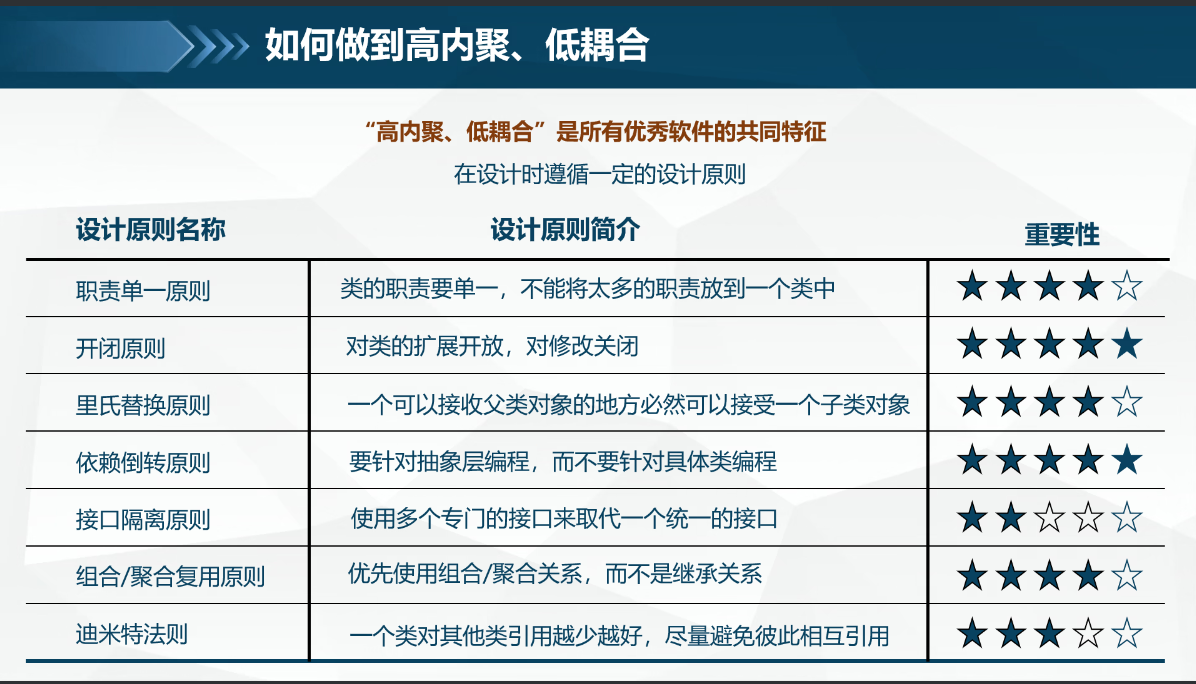 如何做到高内聚、低耦合
“高内聚、低耦合”是所有优秀软件的共同特征
在设计时遵循一定的设计原则
设计原则名称 设计原则简介 重要性
职责单一原则 类的职责要单一，不能将太多的职责放到一个类中 ★★★★☆
开闭原则 对类的扩展开放，对修改关闭 ★★★★★
里氏替换原则 一个可以接收父类对象的地方必然可以接受一个子类对象 ★★★★☆
依赖倒转原则 要针对抽象层编程，而不要针对具体类编程 ★★★★★
接口隔离原则 使用多个专门的接口来取代一个统一的接口 ★★☆☆☆
组合/聚合复用原则 优先使用组合/聚合关系，而不是继承关系 ★★★★☆
迪米特法则 一个类对其他类引用越少越好，尽量避免彼此相互引用 ★★★☆☆